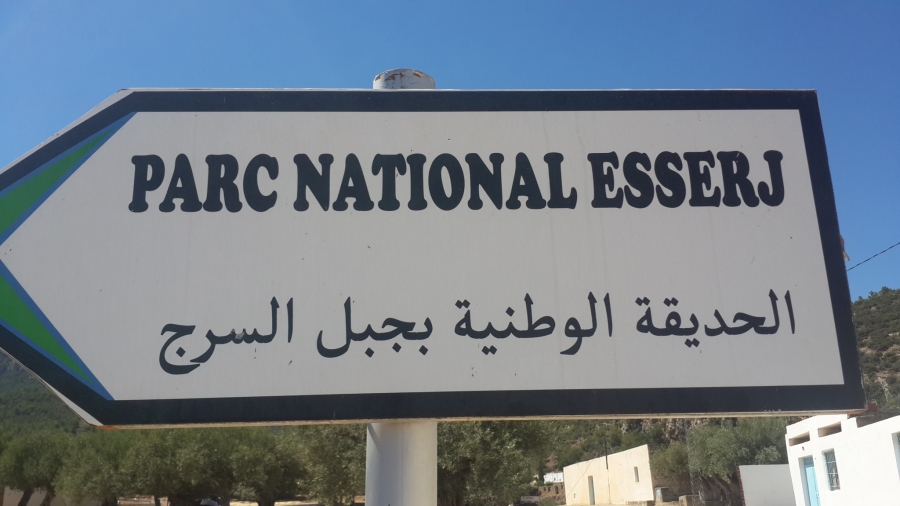 PARC NATIONAL ESSERJ
الحديقة الوطنية بجبل السرج